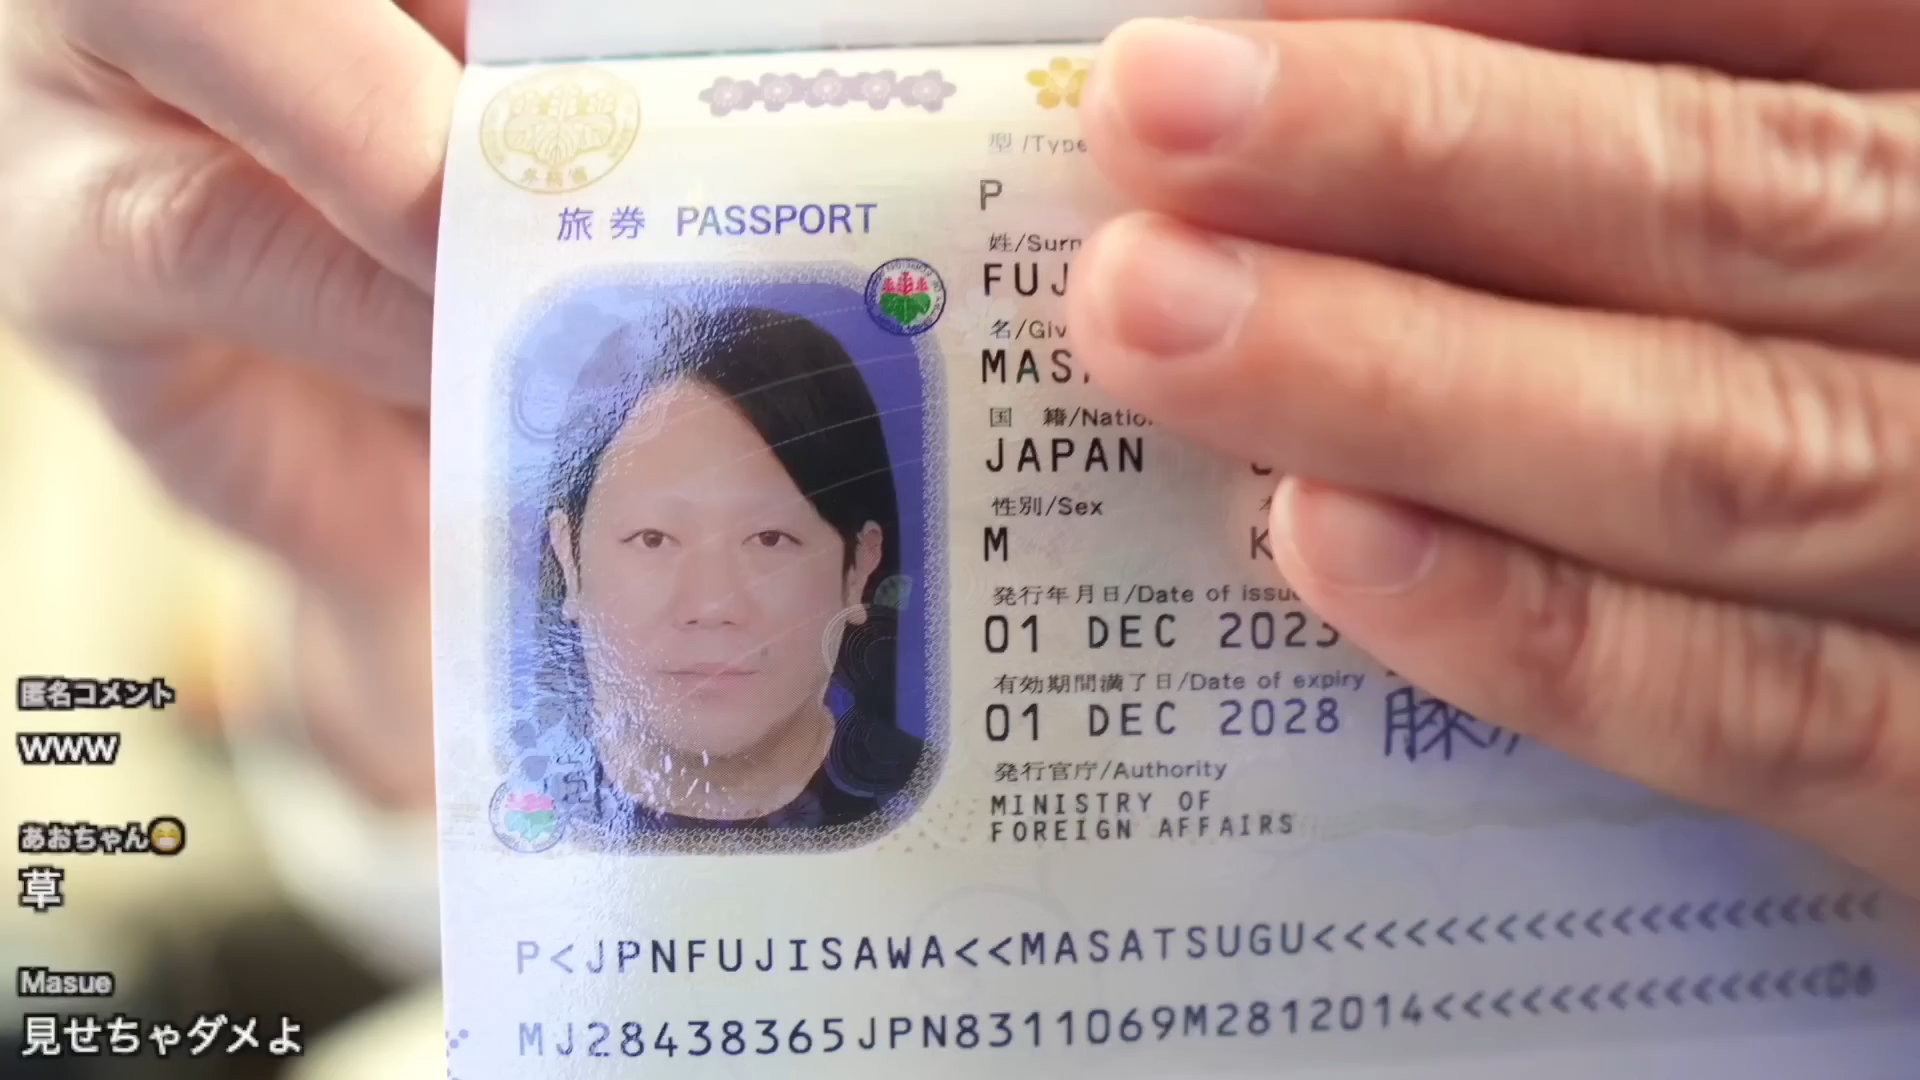 旅券 PASSPORT
型/Type
P
姓/Surn
FUJ
名/Giv
MAS
国 籍/Natio
JAPAN
性別/Sex
M K
発行年月日/Date of issue
01 DEC 2023
有効期間満了日/Date of expiry
01 DEC 2028
発行官庁/Authority
MINISTRY OF
FOREIGN AFFAIRS
P<JPNFUJISAWA<<MASATSUGU<<<<<<<<<<<<<<<<<<<<
MJ28438365JPN8311069M2812014<<<<<<<<<<<<<<06
匿名コメント
www
あおちゃん😁
草
Masue
見せちゃダメよ